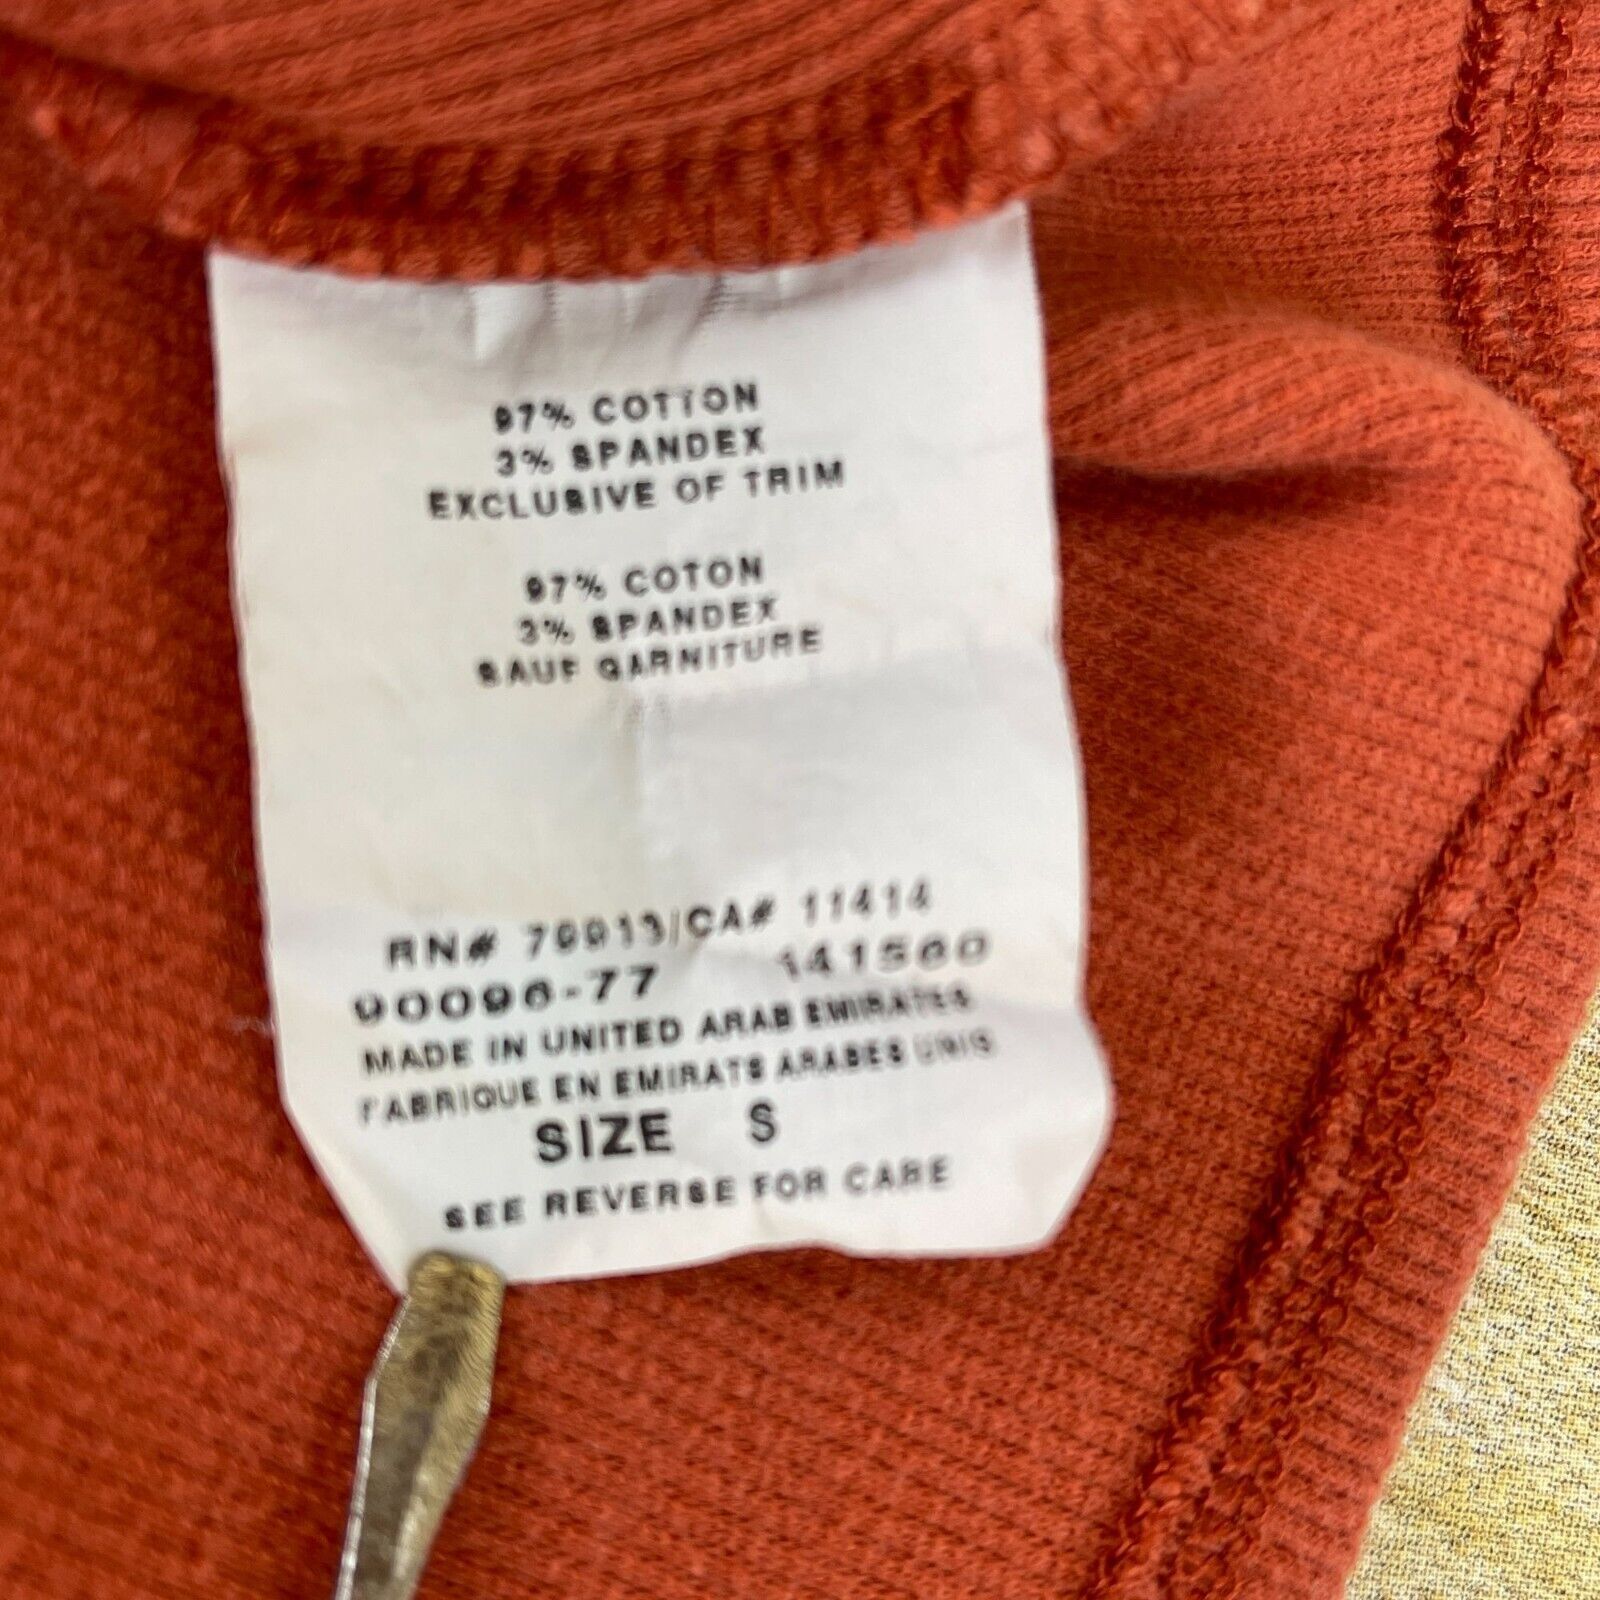 97% COTTON
3% SPANDEX
EXCLUSIVE OF TRIM
97% COTON
3% SPANDEX
SAUF GARNITURE
RN# 79913/CA# 11414
90096-77 141560
MADE IN UNITED ARAB EMIRATES
FABRIQUE EN EMIRATS ARABES UNIS
SIZE S
SEE REVERSE FOR CARE